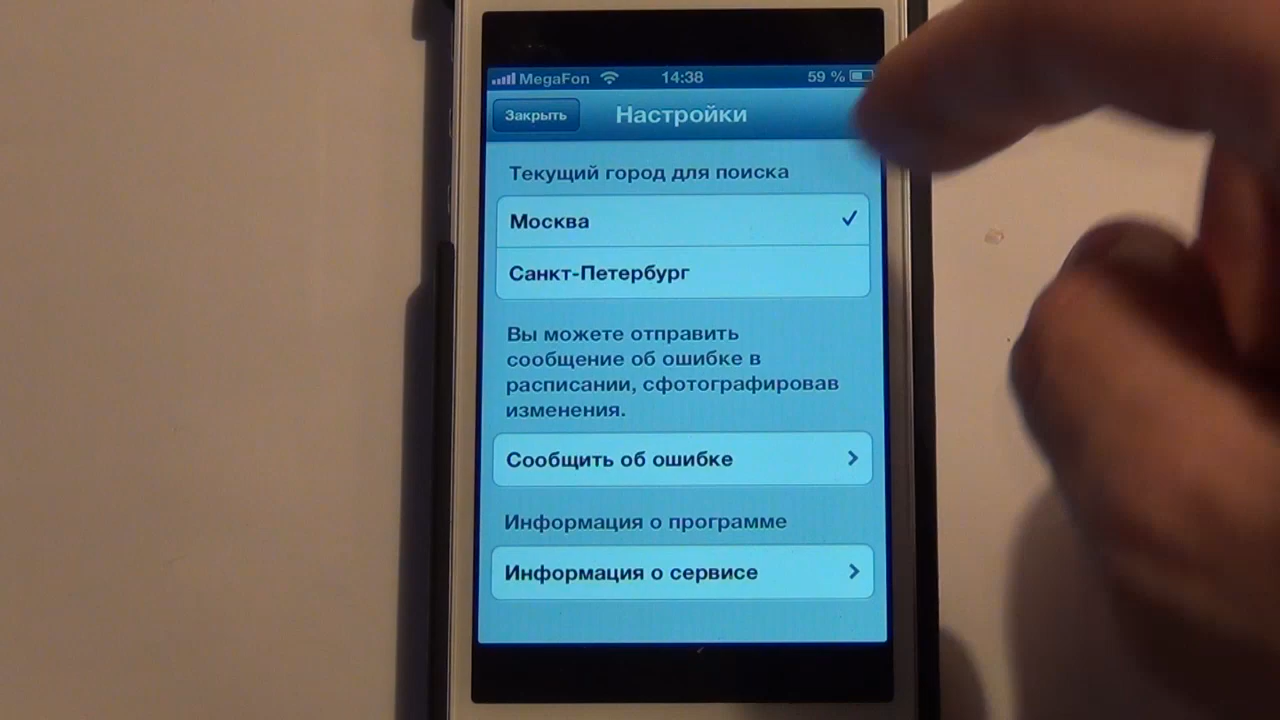 MegaFon 14:38 59 %
Закрыть Настройки
Текущий город для поиска
Москва
Санкт-Петербург
Вы можете отправить
сообщение об ошибке в
расписании, сфотографировав
изменения.
Сообщить об ошибке
Информация о программе
Информация о сервисе